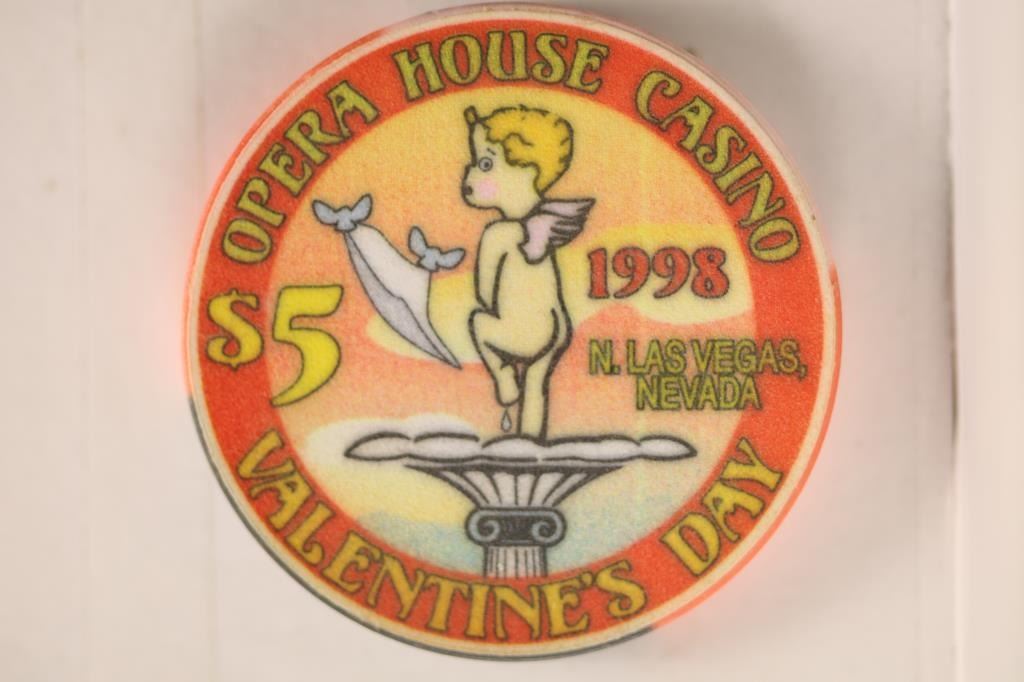 OPERA HOUSE CASINO
$5
1998
N. LAS VEGAS,
NEVADA
VALENTINE'S DAY